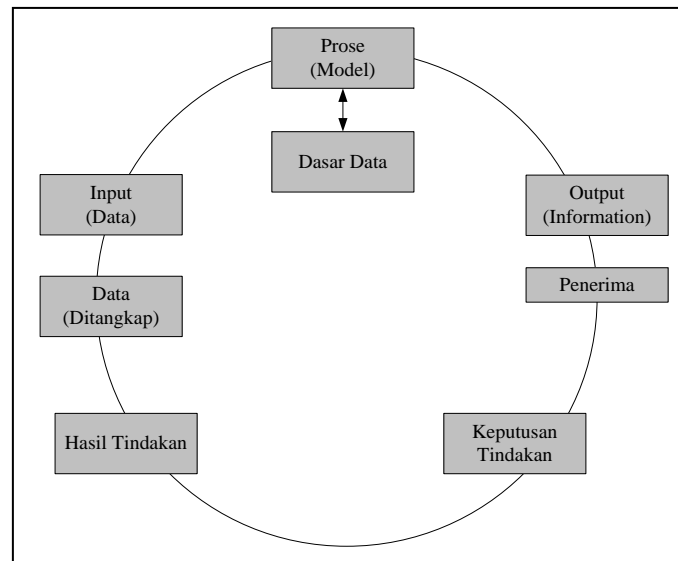 Prose
(Model)
Dasar Data
Input
(Data)
Output
(Information)
Data
(Ditangkap)
Penerima
Hasil Tindakan
Keputusan
Tindakan